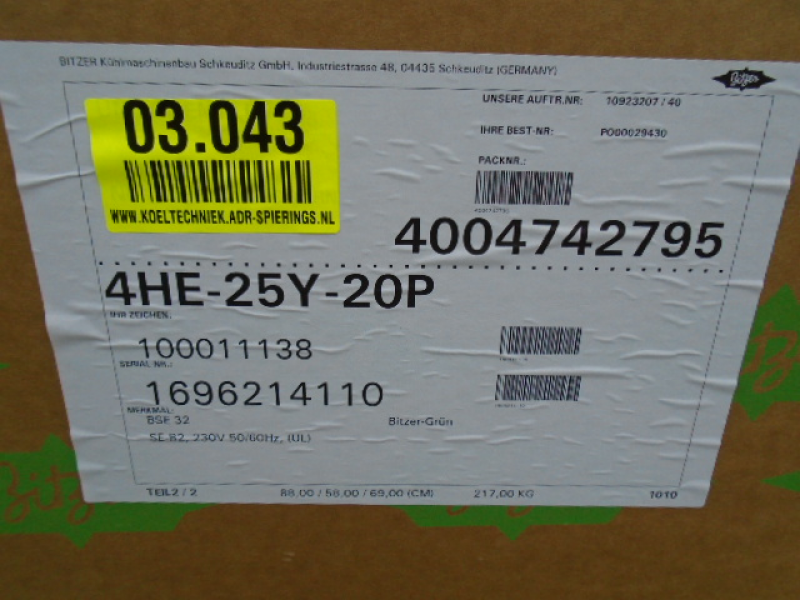 BITZER Kühlmaschinenbau Schkeuditz GmbH, Industriestrasse 48, 04435 Schkeuditz (GERMANY)
Bitzer
03.043
WWW.KOELTECHNIEK.ADR-SPIERINGS.NL
UNSERE AUFTR.NR: 10923207 / 40
IHRE BEST-NR: PO00029430
PACKNR.:
4004742795
4HE-25Y-20P
IHR ZEICHEN:
100011138
SERIAL NR.:
1696214110
MERKMAL:
BSE 32 Bitzer-Grün
SE-B2, 230V 50/60Hz, (UL)
TEIL2 / 2 88,00 / 58,00 / 69,00 (CM) 217,00 KG 1010
Bitz